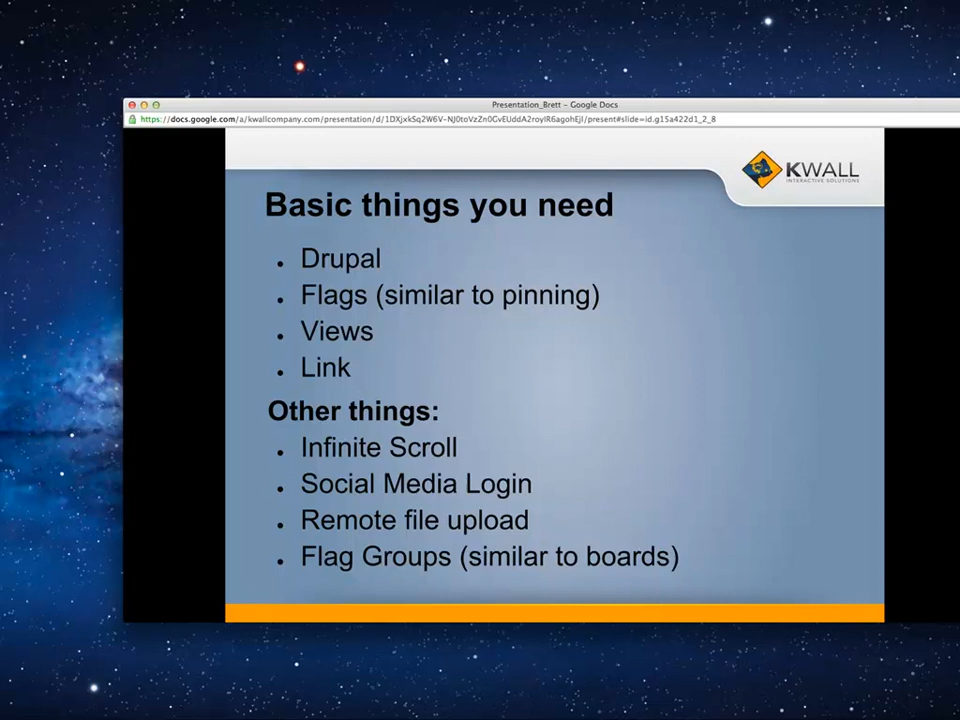 Presentation_Brett – Google Docs
https://docs.google.com/a/kwallcompany.com/presentation/d/1DXjxkSq2W6V-NJ0toVzZn0GvEUddA2roylR6agohEjI/present#slide=id.g15a422d1_2_8
KWALL
INTERACTIVE SOLUTIONS
Basic things you need
• Drupal
• Flags (similar to pinning)
• Views
• Link
Other things:
• Infinite Scroll
• Social Media Login
• Remote file upload
• Flag Groups (similar to boards)